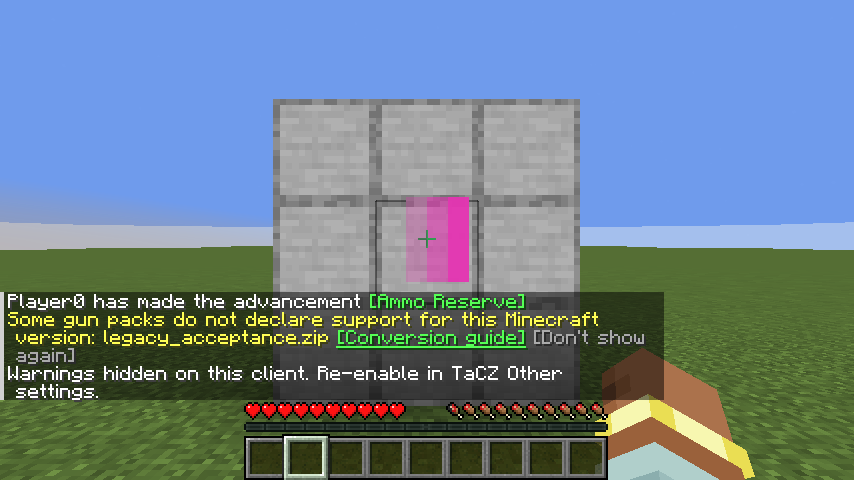 Player0 has made the advancement [Ammo Reserve]
Some gun packs do not declare support for this Minecraft
version: legacy_acceptance.zip [Conversion guide] [Don't show
again]
Warnings hidden on this client. Re-enable in TaCZ Other
settings.